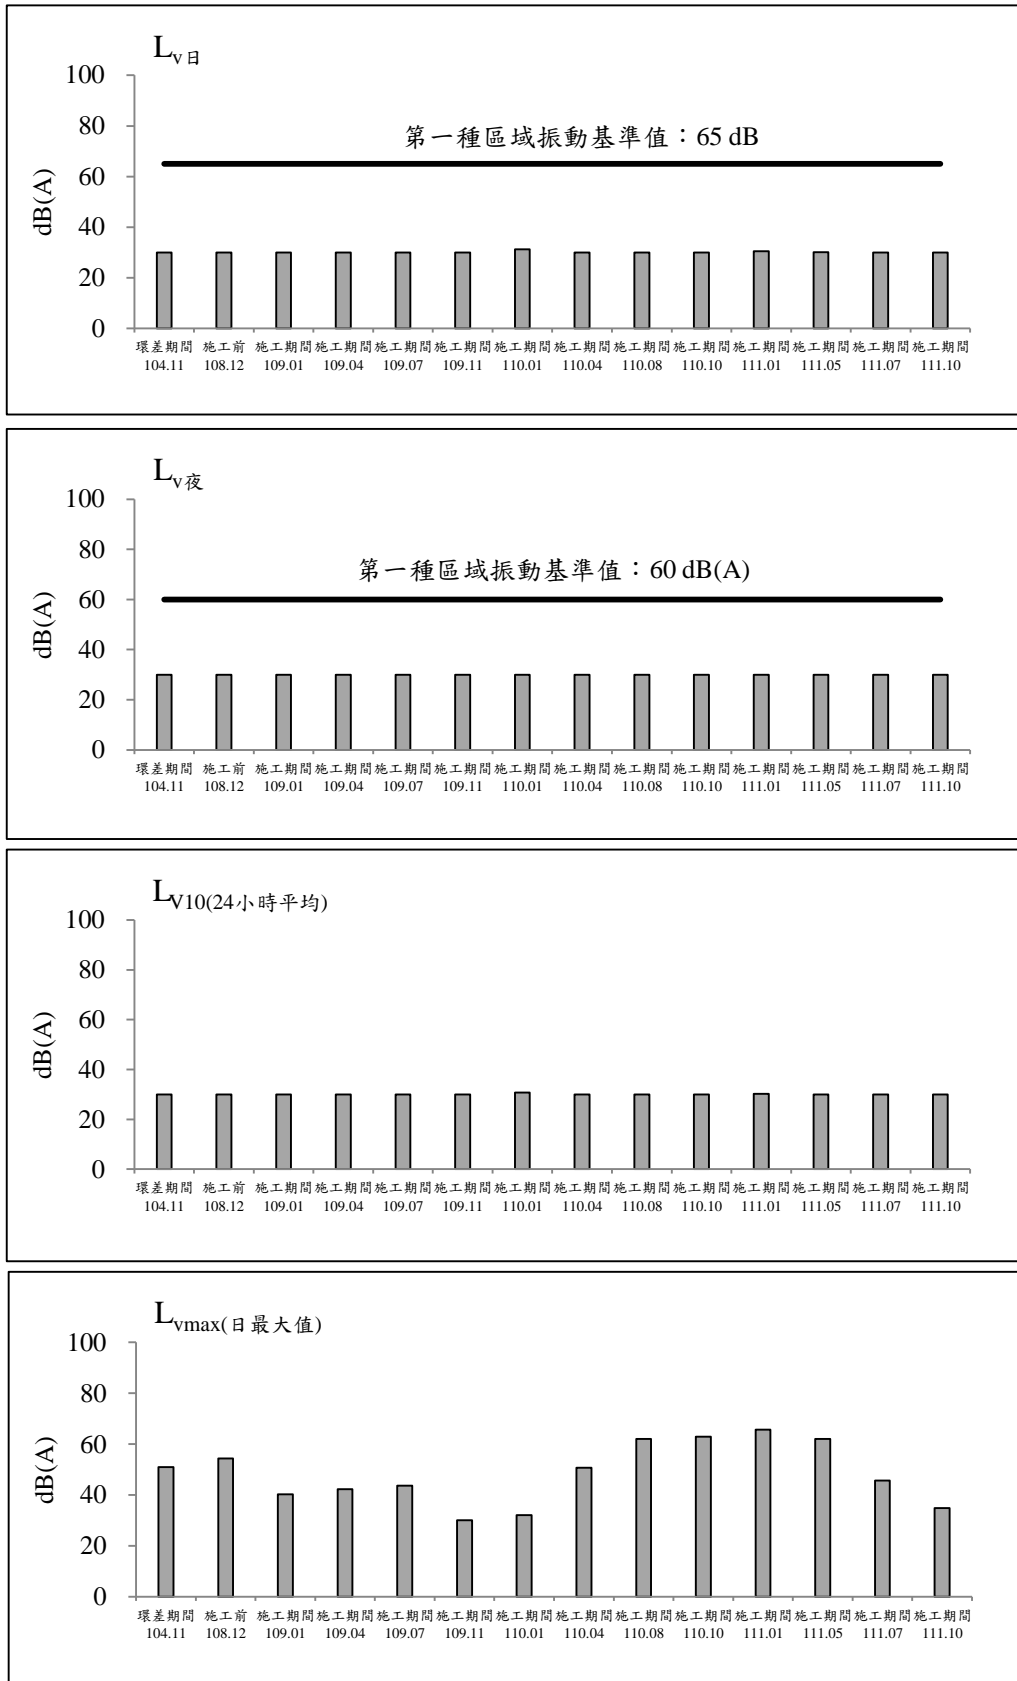 Lv日
100
80
60
40
20
0
dB(A)
第一種區域振動基準值：65 dB
環差期間 施工前 施工期間 施工期間 施工期間 施工期間 施工期間 施工期間 施工期間 施工期間 施工期間 施工期間 施工期間 施工期間
104.11 108.12 109.01 109.04 109.07 109.11 110.01 110.04 110.08 110.10 111.01 111.05 111.07 111.10
Lv夜
100
80
60
40
20
0
dB(A)
第一種區域振動基準值：60 dB(A)
環差期間 施工前 施工期間 施工期間 施工期間 施工期間 施工期間 施工期間 施工期間 施工期間 施工期間 施工期間 施工期間 施工期間
104.11 108.12 109.01 109.04 109.07 109.11 110.01 110.04 110.08 110.10 111.01 111.05 111.07 111.10
LV10(24小時平均)
100
80
60
40
20
0
dB(A)
環差期間 施工前 施工期間 施工期間 施工期間 施工期間 施工期間 施工期間 施工期間 施工期間 施工期間 施工期間 施工期間 施工期間
104.11 108.12 109.01 109.04 109.07 109.11 110.01 110.04 110.08 110.10 111.01 111.05 111.07 111.10
Lvmax(日最大值)
100
80
60
40
20
0
dB(A)
環差期間 施工前 施工期間 施工期間 施工期間 施工期間 施工期間 施工期間 施工期間 施工期間 施工期間 施工期間 施工期間 施工期間
104.11 108.12 109.01 109.04 109.07 109.11 110.01 110.04 110.08 110.10 111.01 111.05 111.07 111.10